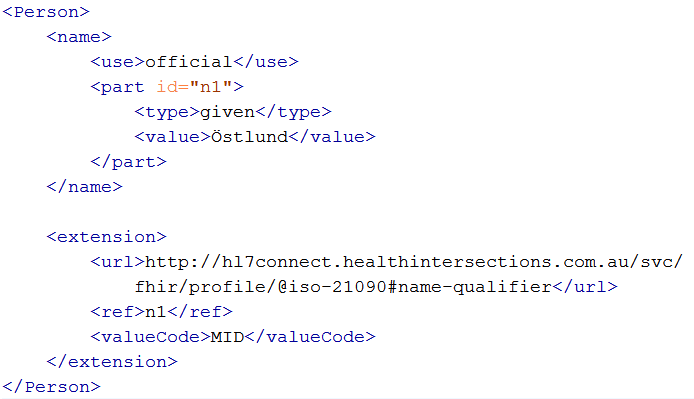 <Person>
<name>
<use>official</use>
<part id="n1">
<type>given</type>
<value>Östlund</value>
</part>
</name>
<extension>
<url>http://hl7connect.healthintersections.com.au/svc/
fhir/profile/@iso-21090#name-qualifier</url>
<ref>n1</ref>
<valueCode>MID</valueCode>
</extension>
</Person>